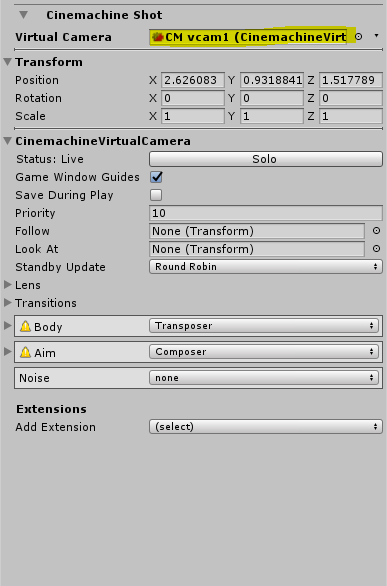 Cinemachine Shot
Virtual Camera CM vcam1 (CinemachineVirt
Transform
Position X 2.626083 Y 0.9318841 Z 1.517789
Rotation X 0 Y 0 Z 0
Scale X 1 Y 1 Z 1
CinemachineVirtualCamera
Status: Live Solo
Game Window Guides
Save During Play
Priority 10
Follow None (Transform)
Look At None (Transform)
Standby Update Round Robin
Lens
Transitions
Body Transposer
Aim Composer
Noise none
Extensions
Add Extension (select)